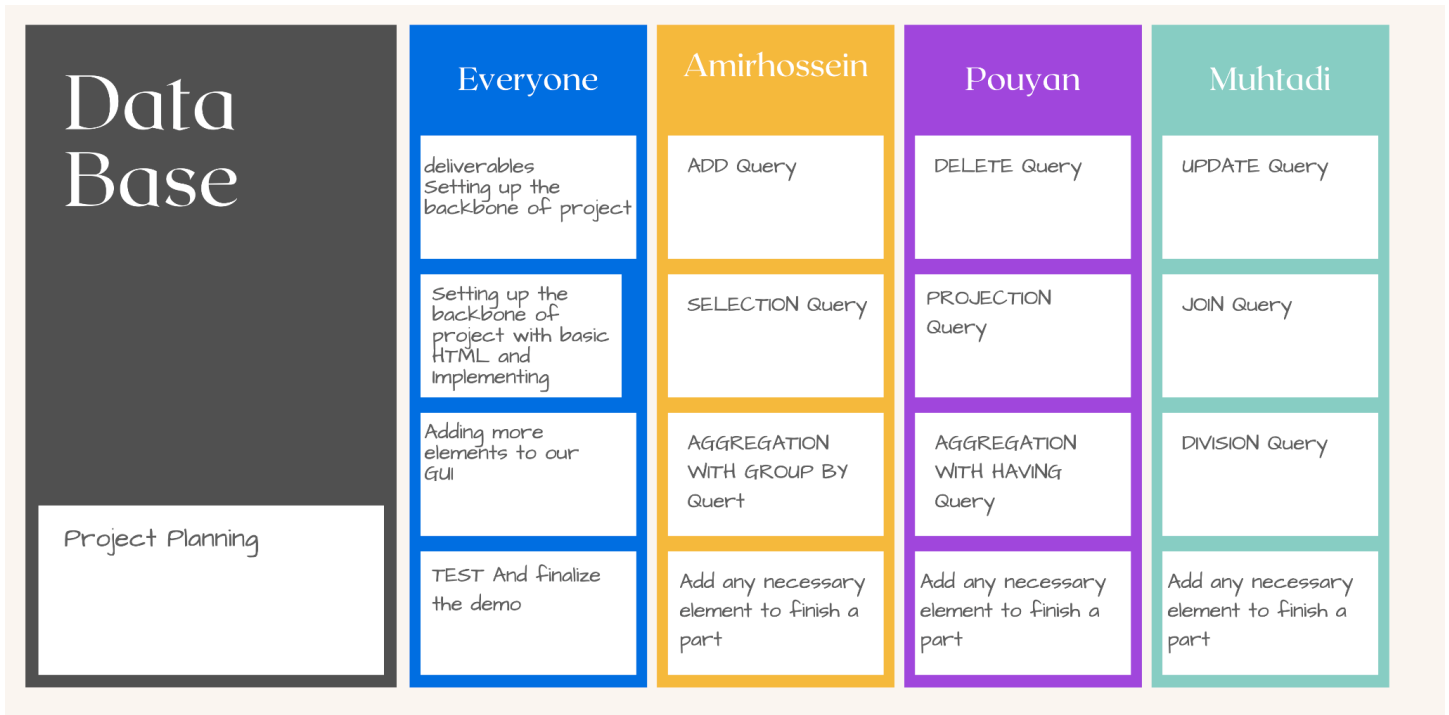 Data
Base
Project Planning
Everyone
deliverables
Setting up the
backbone of project
Setting up the
backbone of
project with basic
HTML and
Implementing
Adding more
elements to our
GUI
TEST And finalize
the demo
Amirhossein
ADD Query
SELECTION Query
AGGREGATION
WITH GROUP BY
Quert
Add any necessary
element to finish a
part
Pouyan
DELETE Query
PROJECTION
Query
AGGREGATION
WITH HAVING
Query
Add any necessary
element to finish a
part
Muhtadi
UPDATE Query
JOIN Query
DIVISION Query
Add any necessary
element to finish a
part